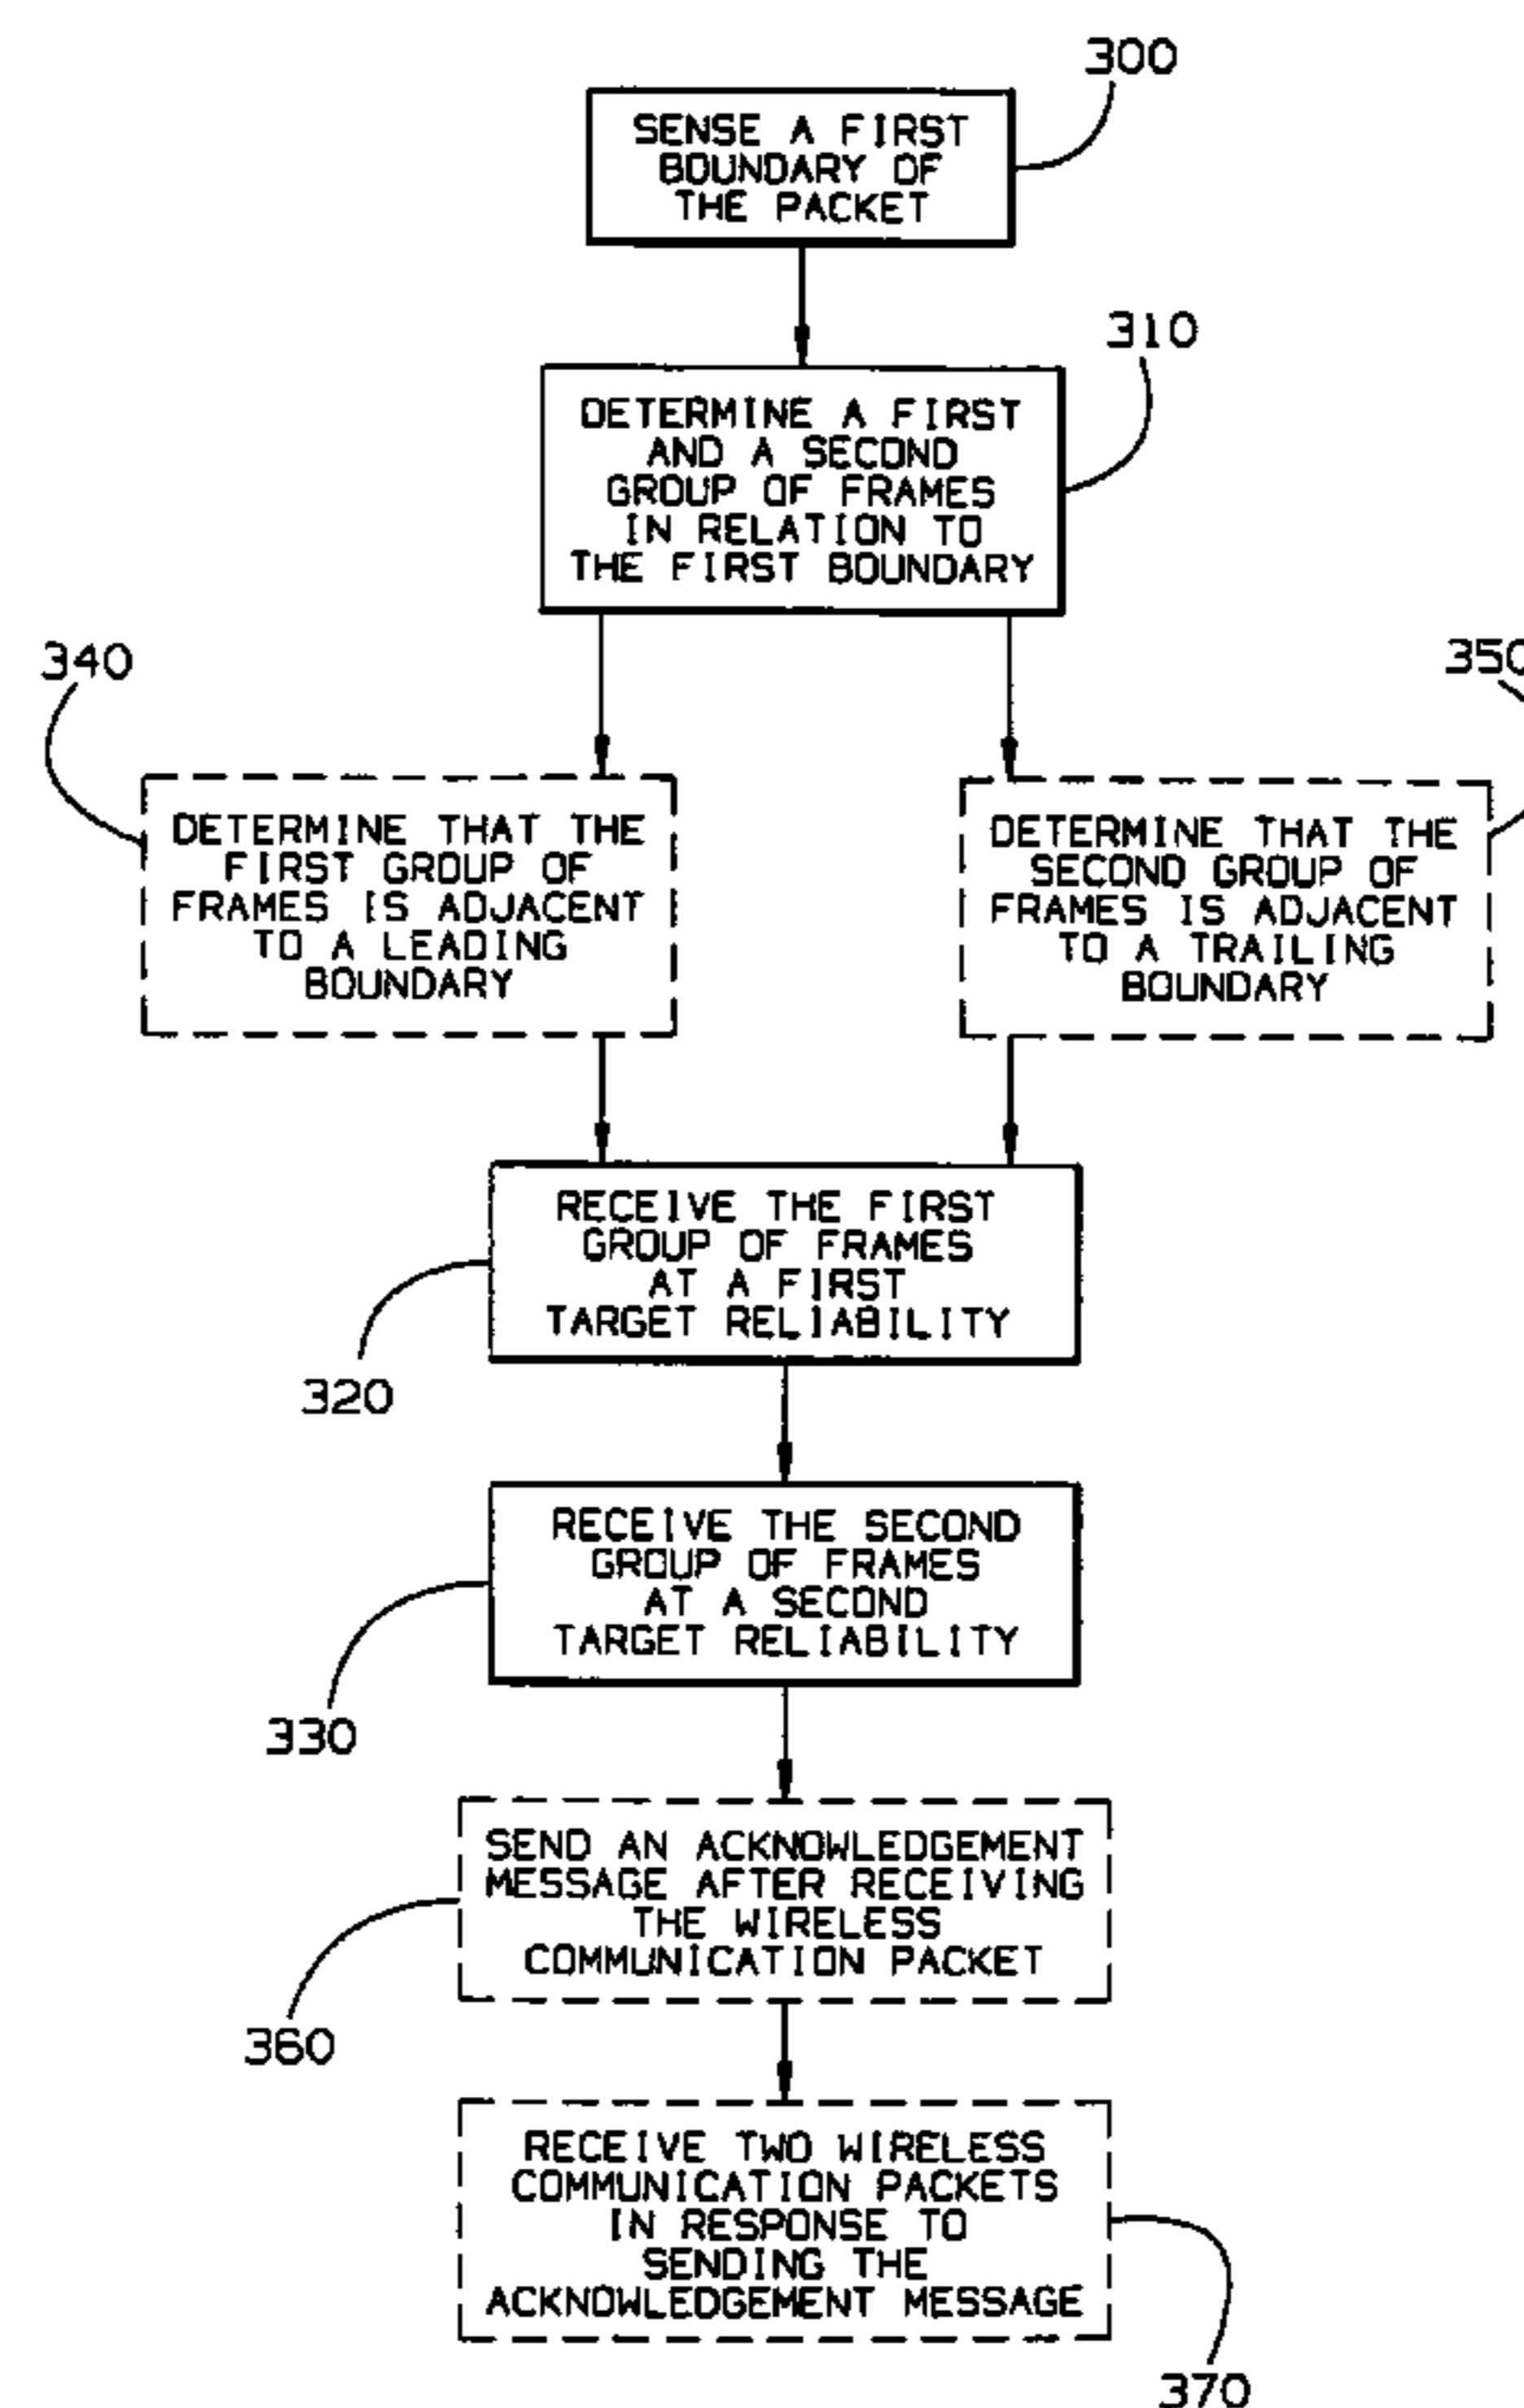 300
SENSE A FIRST
BOUNDARY OF
THE PACKET
310
DETERMINE A FIRST
AND A SECOND
GROUP OF FRAMES
IN RELATION TO
THE FIRST BOUNDARY
340
DETERMINE THAT THE
FIRST GROUP OF
FRAMES IS ADJACENT
TO A LEADING
BOUNDARY
350
DETERMINE THAT THE
SECOND GROUP OF
FRAMES IS ADJACENT
TO A TRAILING
BOUNDARY
RECEIVE THE FIRST
GROUP OF FRAMES
AT A FIRST
TARGET RELIABILITY
320
RECEIVE THE SECOND
GROUP OF FRAMES
AT A SECOND
TARGET RELIABILITY
330
SEND AN ACKNOWLEDGEMENT
MESSAGE AFTER RECEIVING
THE WIRELESS
COMMUNICATION PACKET
360
RECEIVE TWO WIRELESS
COMMUNICATION PACKETS
IN RESPONSE TO
SENDING THE
ACKNOWLEDGEMENT MESSAGE
370